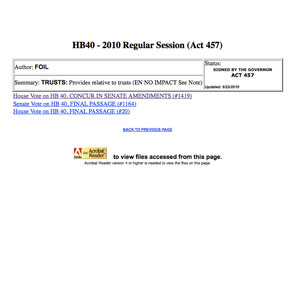 HB40 - 2010 Regular Session (Act 457)
Author: FOIL
Status:
SIGNED BY THE GOVERNOR
ACT 457
Updated: 6/22/2010
Summary: TRUSTS: Provides relative to trusts (EN NO IMPACT See Note)
House Vote on HB 40, CONCUR IN SENATE AMENDMENTS (#1419)
Senate Vote on HB 40, FINAL PASSAGE (#1164)
House Vote on HB 40, FINAL PASSAGE (#20)
BACK TO PREVIOUS PAGE
Get Acrobat Reader
Adobe
to view files accessed from this page.
Acrobat Reader version 4 or higher is needed to view the files on this page.